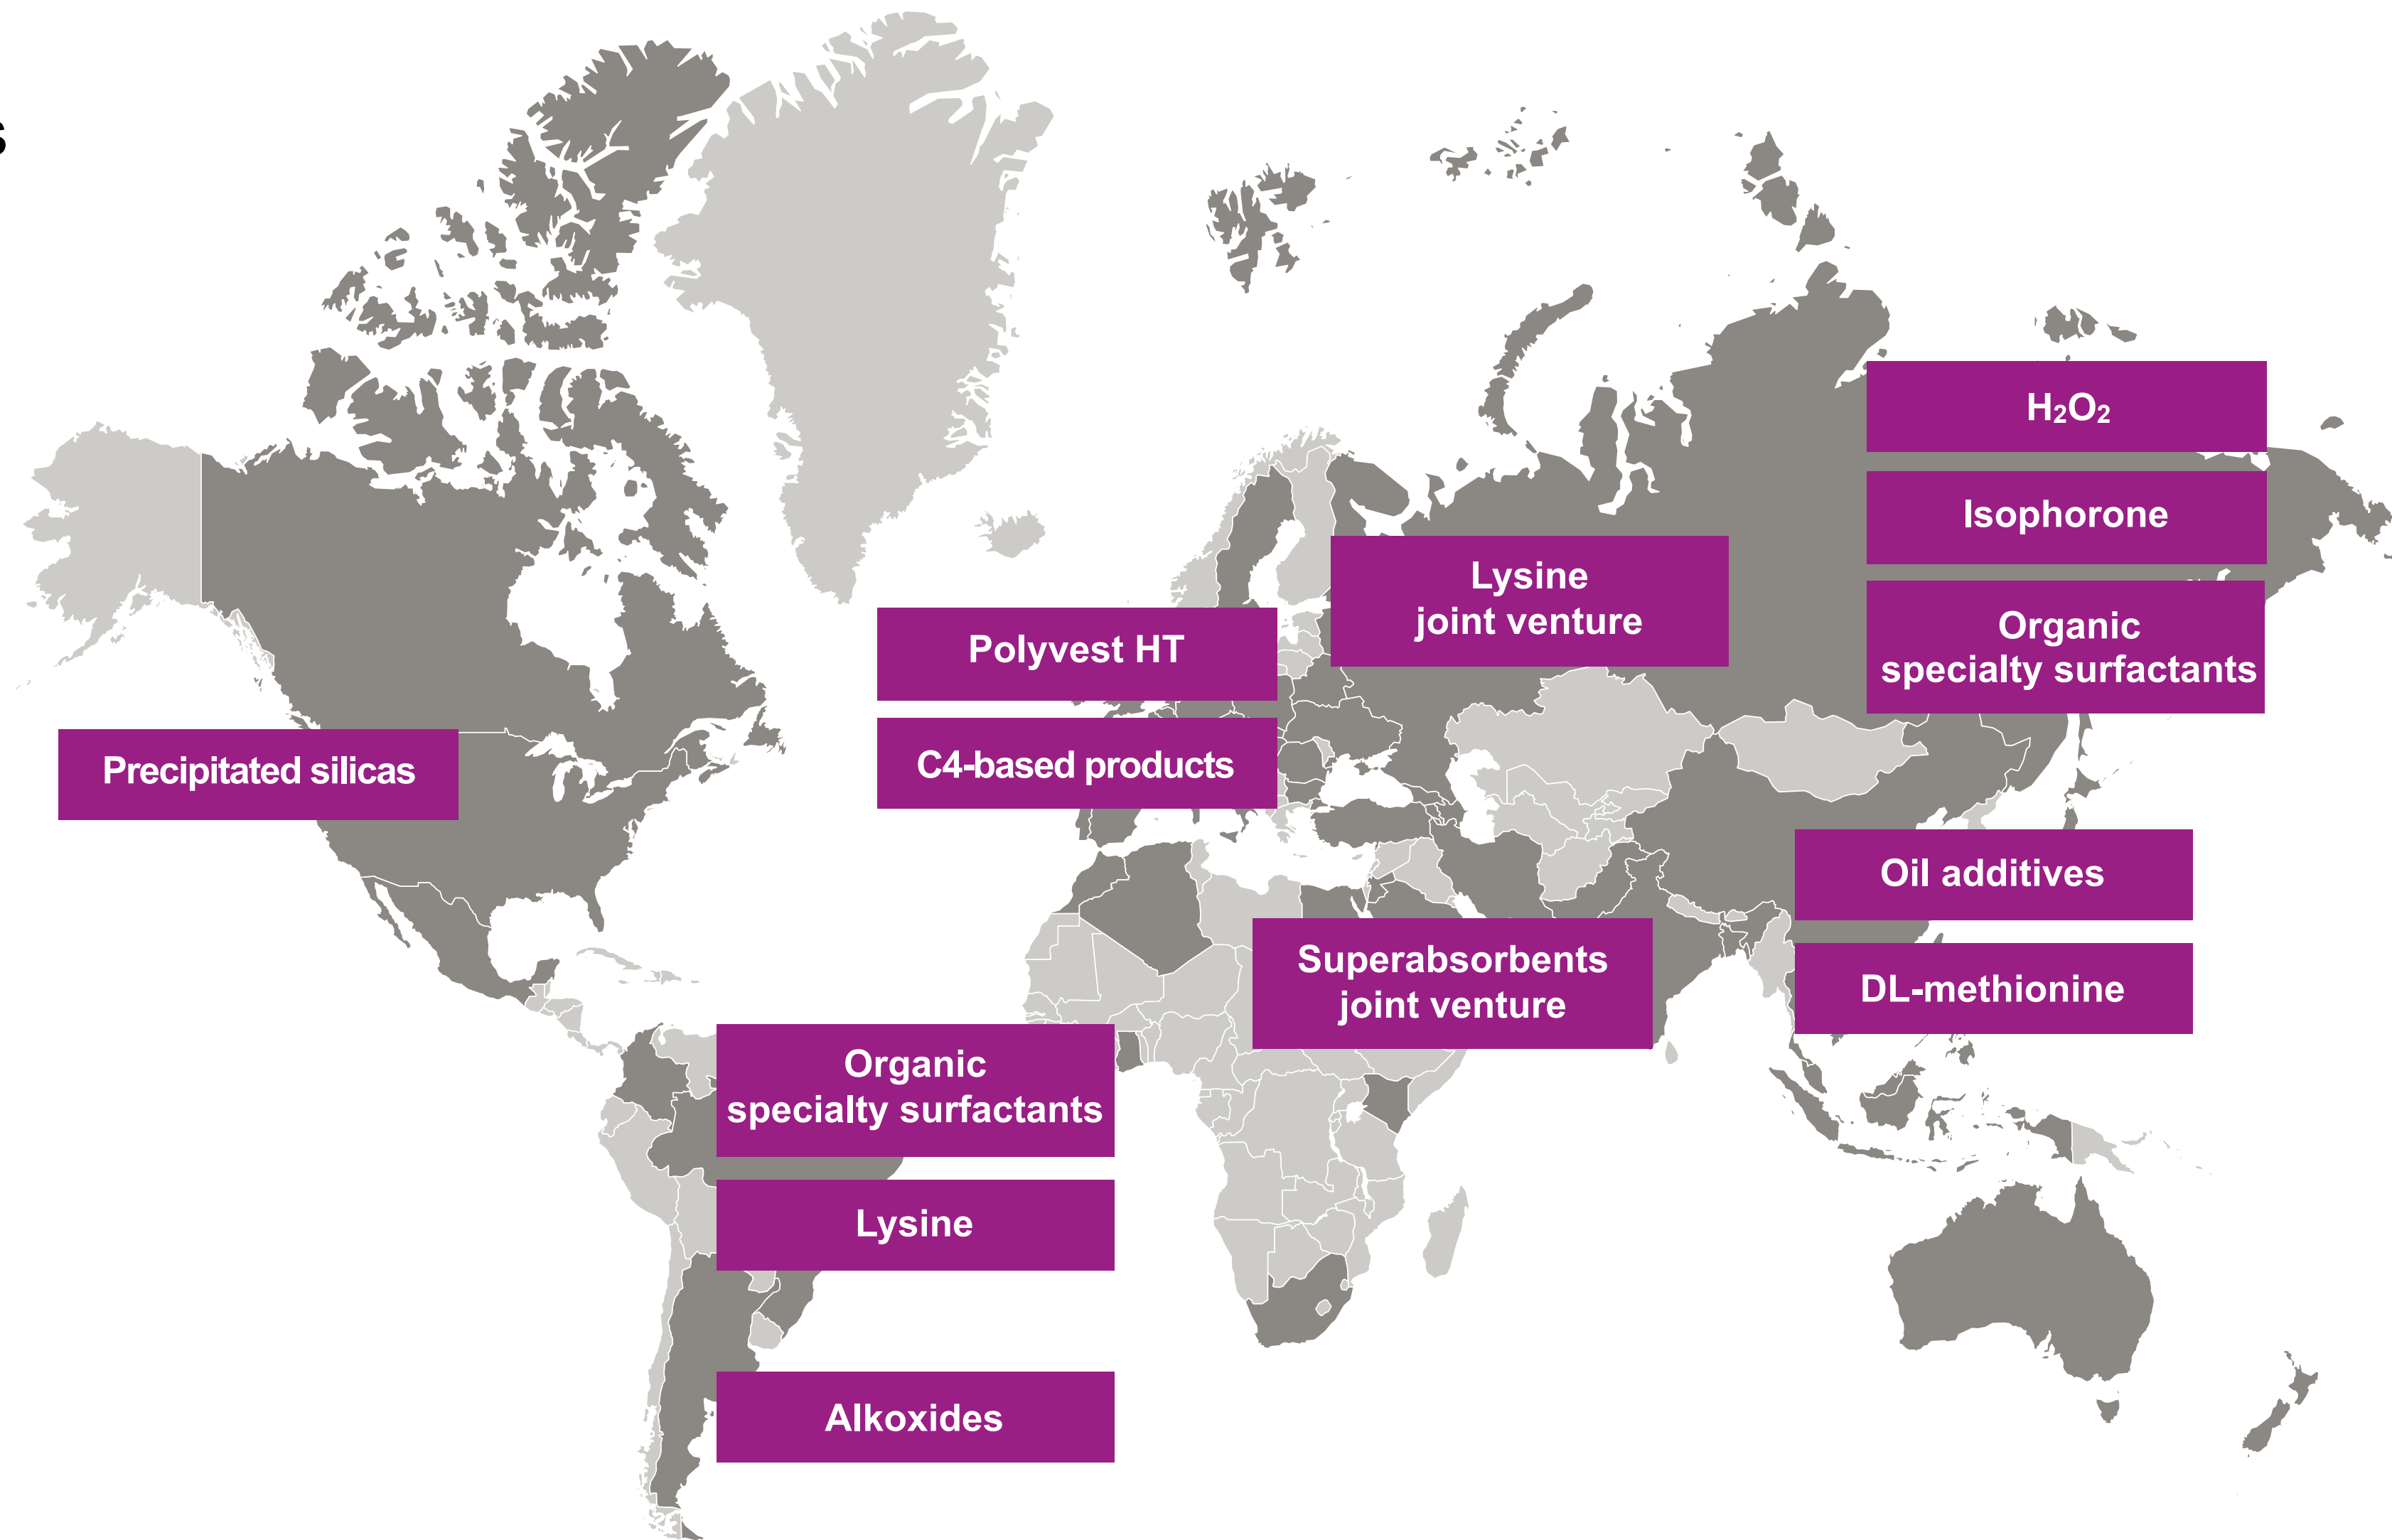 s
H₂O₂
Isophorone
Lysine
joint venture
Organic
specialty surfactants
Polyvest HT
C4-based products
Precipitated silicas
Oil additives
Superabsorbents
joint venture
DL-methionine
Organic
specialty surfactants
Lysine
Alkoxides